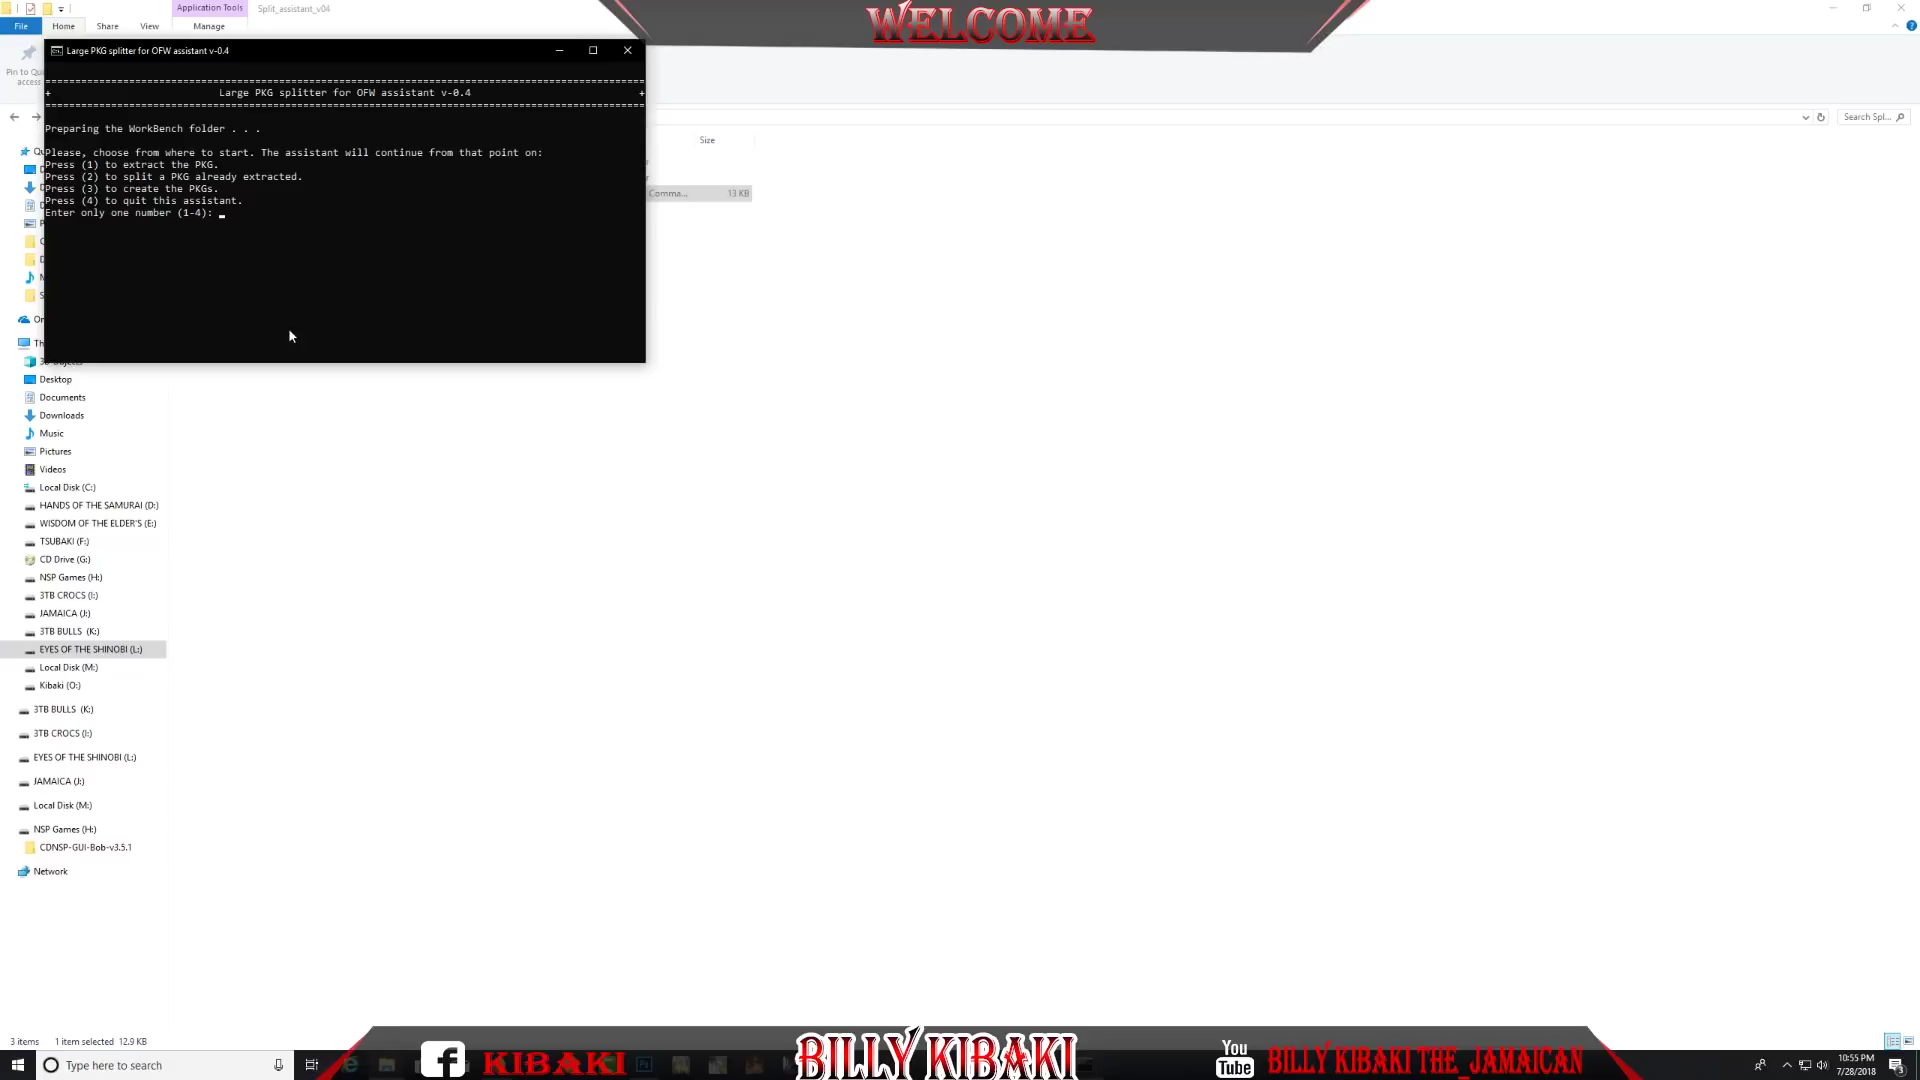 Application Tools
Split_assistant_v04
File
Home
Share
View
Manage
WELCOME
Pin to Qu
access
Large PKG splitter for OFW assistant v-0.4
================================================================================
+ Large PKG splitter for OFW assistant v-0.4 +
================================================================================
Preparing the WorkBench folder . . .
Please, choose from where to start. The assistant will continue from that point on:
Press (1) to extract the PKG.
Press (2) to split a PKG already extracted.
Press (3) to create the PKGs.
Press (4) to quit this assistant.
Enter only one number (1-4): _
Search Spl...
Size
Comma...
13 KB
Desktop
Documents
Downloads
Music
Pictures
Videos
Local Disk (C:)
HANDS OF THE SAMURAI (D:)
WISDOM OF THE ELDER'S (E:)
TSUBAKI (F:)
CD Drive (G:)
NSP Games (H:)
3TB CROCS (I:)
JAMAICA (J:)
3TB BULLS (K:)
EYES OF THE SHINOBI (L:)
Local Disk (M:)
Kibaki (O:)
3TB BULLS (K:)
3TB CROCS (I:)
EYES OF THE SHINOBI (L:)
JAMAICA (J:)
Local Disk (M:)
NSP Games (H:)
CDNSP-GUI-Bob-v3.5.1
Network
3 items
1 item selected 12.9 KB
Type here to search
KIBAKI
BILLY KIBAKI
You Tube
BILLY KIBAKI THE_JAMAICAN
10:55 PM
7/28/2018